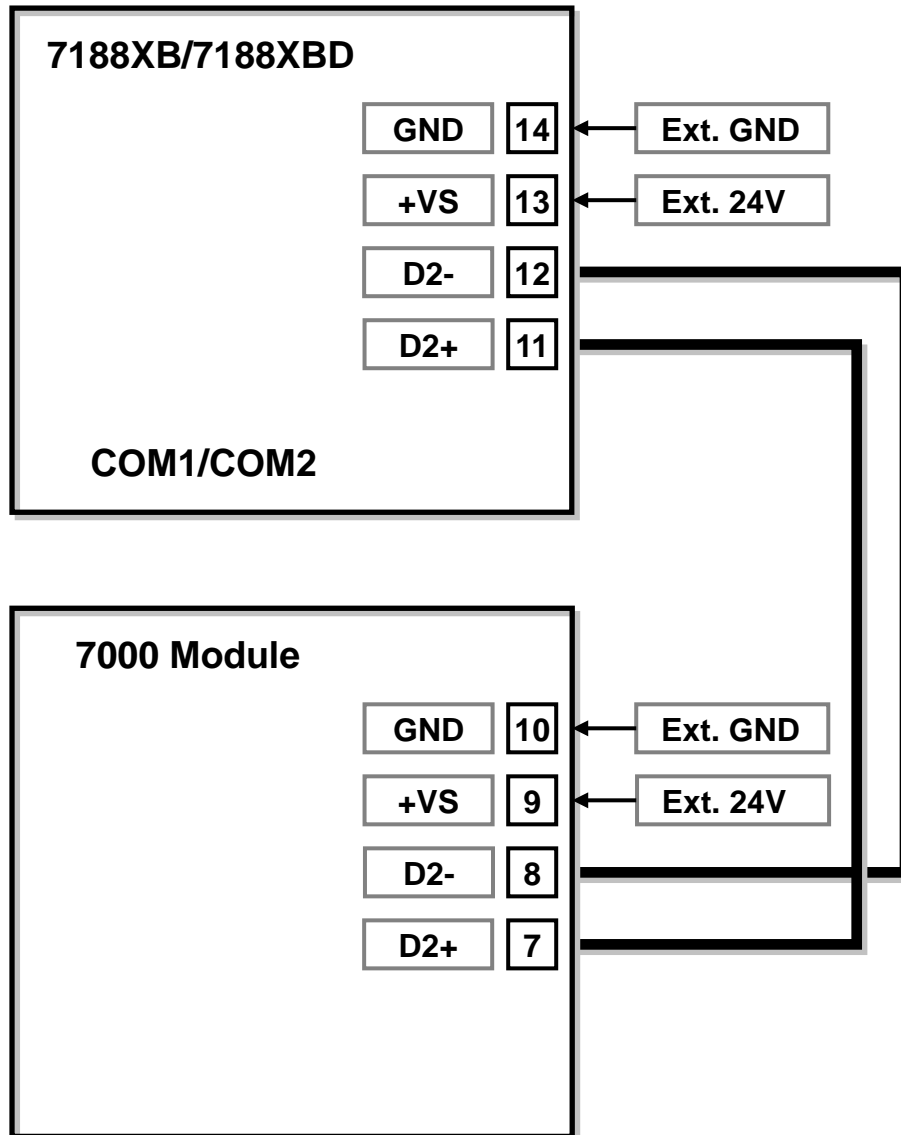 7188XB/7188XBD
GND 14 Ext. GND
+VS 13 Ext. 24V
D2- 12
D2+ 11
COM1/COM2
7000 Module
GND 10 Ext. GND
+VS 9 Ext. 24V
D2- 8
D2+ 7